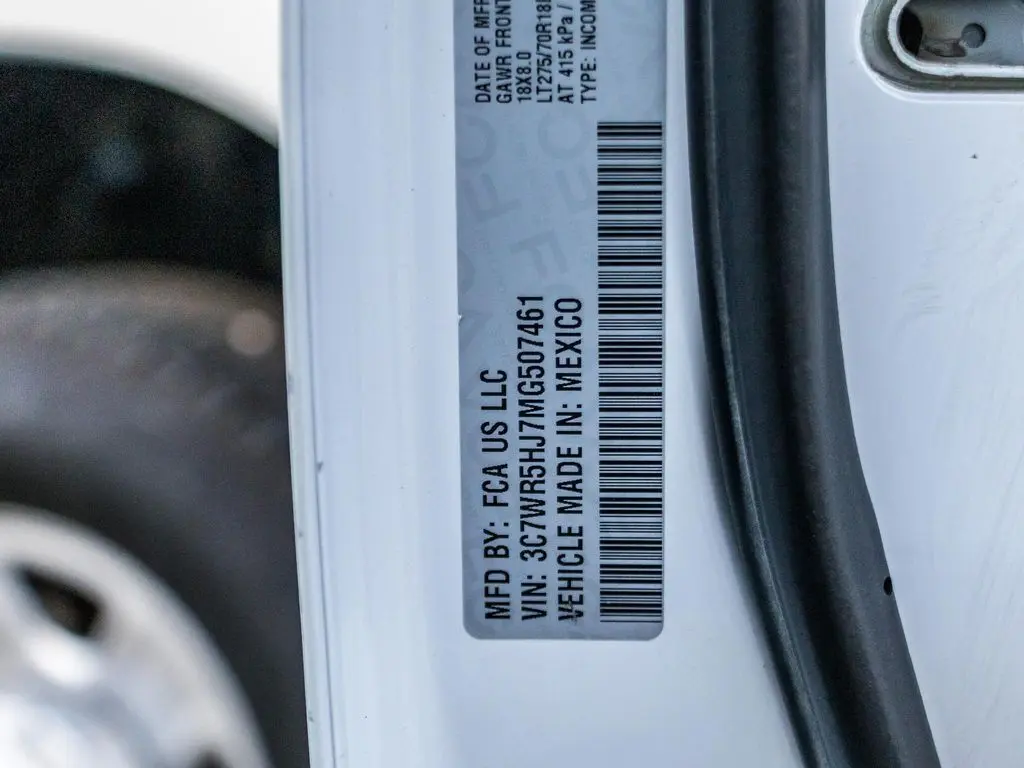 DATE OF MFR
GAWR FRONT
18X8.0
LT275/70R18
AT 415 kPa /
TYPE: INCOM
MFD BY: FCA US LLC
VIN: 3C7WR5HJ7MG507461
VEHICLE MADE IN: MEXICO